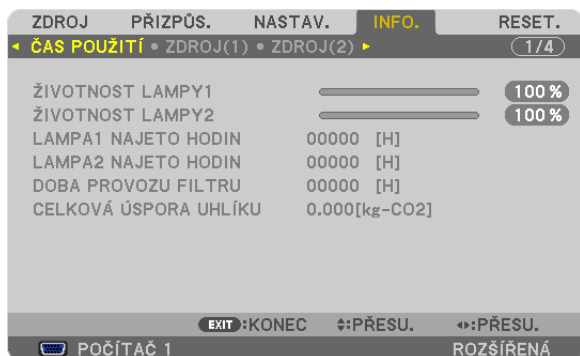 ZDROJ PŘIZPŮS. NASTAV. INFO. RESET.
ČAS POUŽITÍ • ZDROJ(1) • ZDROJ(2) 1/4
ŽIVOTNOST LAMPY1 100 %
ŽIVOTNOST LAMPY2 100 %
LAMPA1 NAJETO HODIN 00000 [H]
LAMPA2 NAJETO HODIN 00000 [H]
DOBA PROVOZU FILTRU 00000 [H]
CELKOVÁ ÚSPORA UHLÍKU 0.000[kg-CO2]
EXIT :KONEC :PŘESU. :PŘESU.
POČÍTAČ 1 ROZŠÍŘENÁ